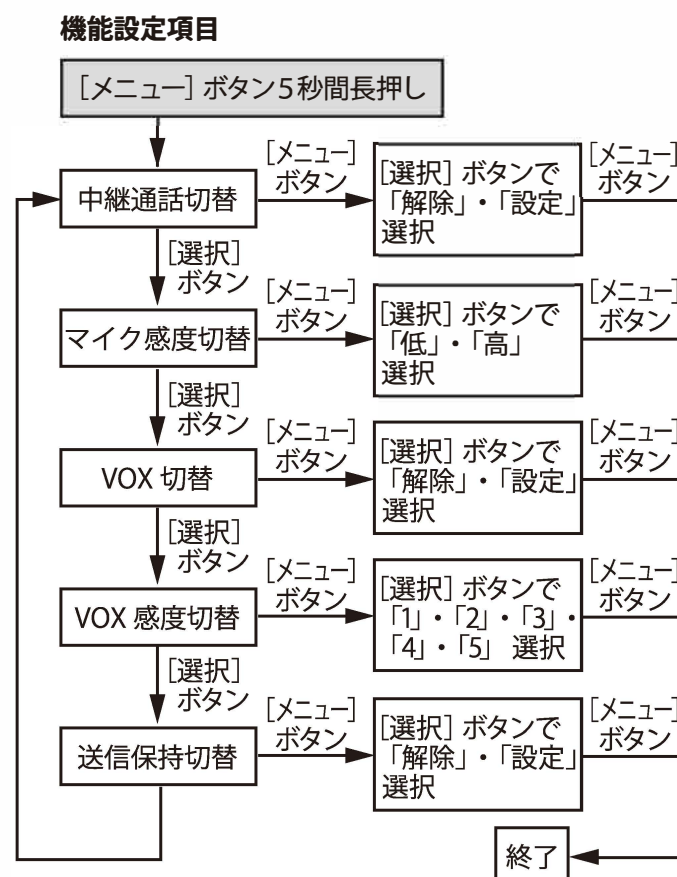 機能設定項目
［メニュー］ボタン5秒間長押し
中継通話切替
［メニュー］
ボタン
［選択］ボタンで
「解除」・「設定」
選択
［メニュー］
ボタン
［選択］
ボタン
マイク感度切替
［メニュー］
ボタン
［選択］ボタンで
「低」・「高」
選択
［メニュー］
ボタン
［選択］
ボタン
VOX 切替
［メニュー］
ボタン
［選択］ボタンで
「解除」・「設定」
選択
［メニュー］
ボタン
［選択］
ボタン
VOX 感度切替
［メニュー］
ボタン
［選択］ボタンで
「1」・「2」・「3」・
「4」・「5」 選択
［メニュー］
ボタン
［選択］
ボタン
送信保持切替
［メニュー］
ボタン
［選択］ボタンで
「解除」・「設定」
選択
［メニュー］
ボタン
終了